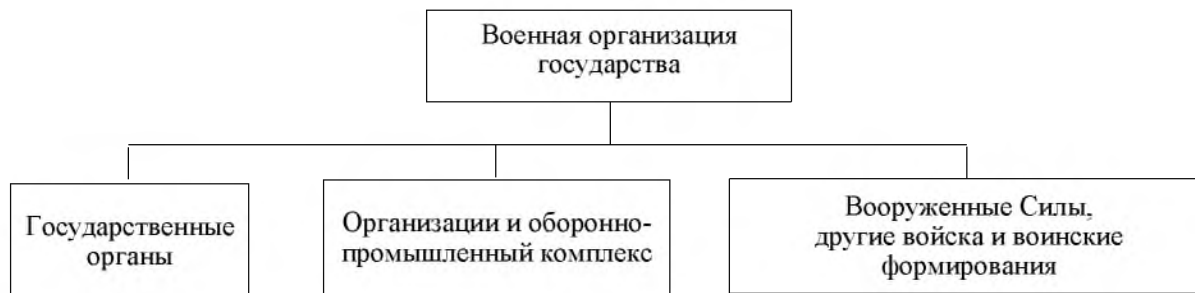 Военная организация
государства
Государственные
органы
Организации и оборонно-
промышленный комплекс
Вооруженные Силы,
другие войска и воинские
формирования